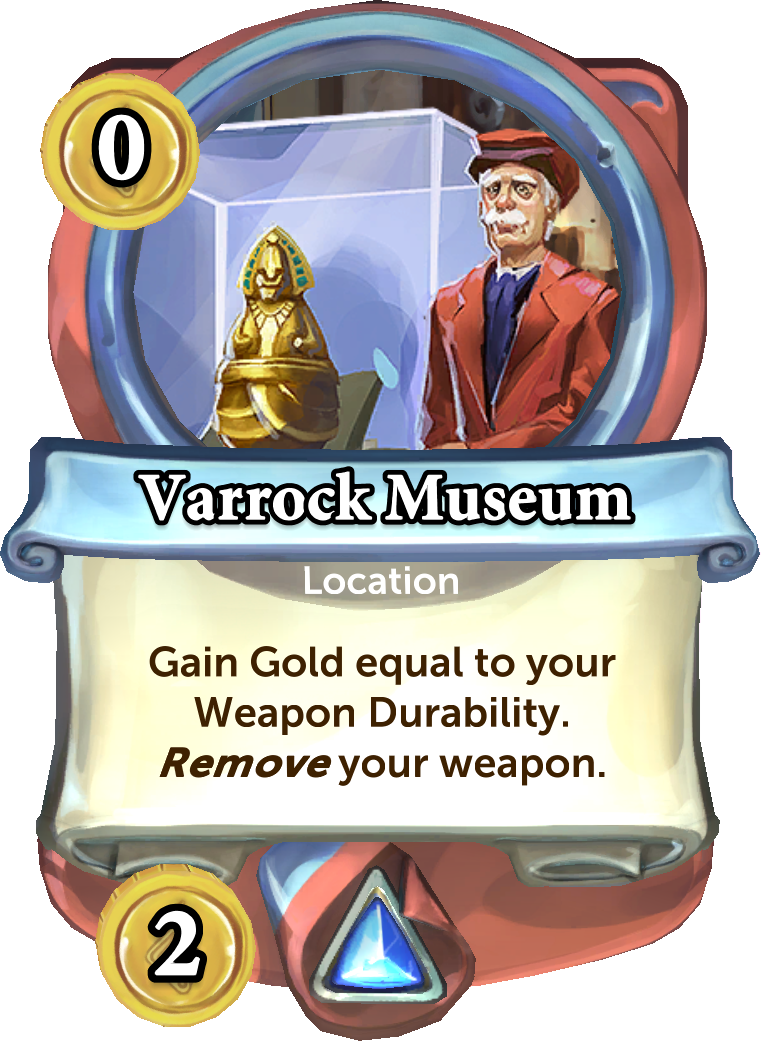 0
Varrock Museum
Location
Gain Gold equal to your
Weapon Durability.
Remove your weapon.
2